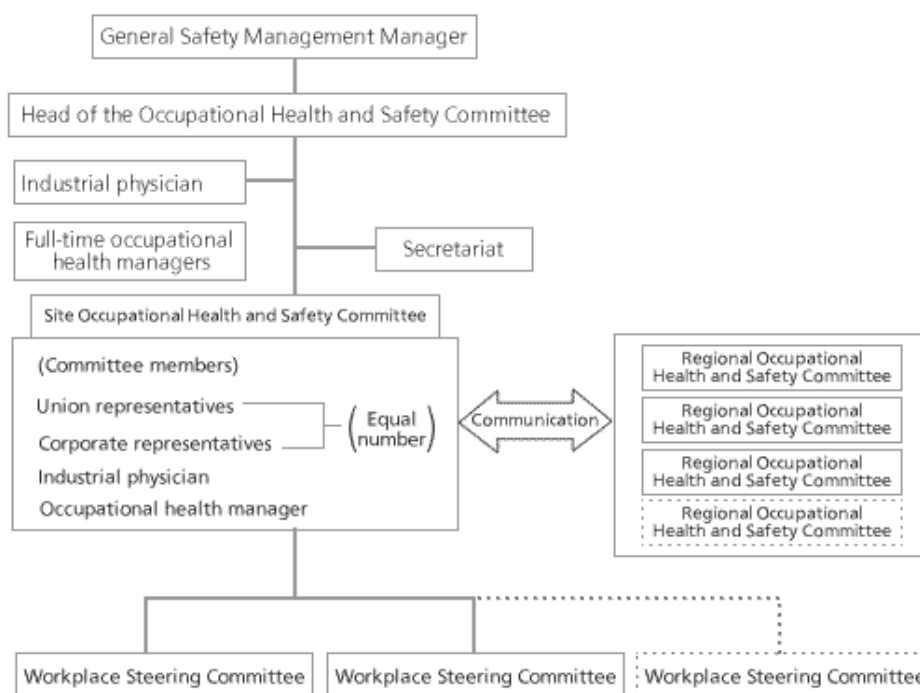 General Safety Management Manager
Head of the Occupational Health and Safety Committee
Industrial physician
Full-time occupational
health managers
Secretariat
Site Occupational Health and Safety Committee
(Committee members)
Union representatives
Corporate representatives
(Equal
number)
Industrial physician
Occupational health manager
Communication
Regional Occupational
Health and Safety Committee
Regional Occupational
Health and Safety Committee
Regional Occupational
Health and Safety Committee
Regional Occupational
Health and Safety Committee
Workplace Steering Committee
Workplace Steering Committee
Workplace Steering Committee